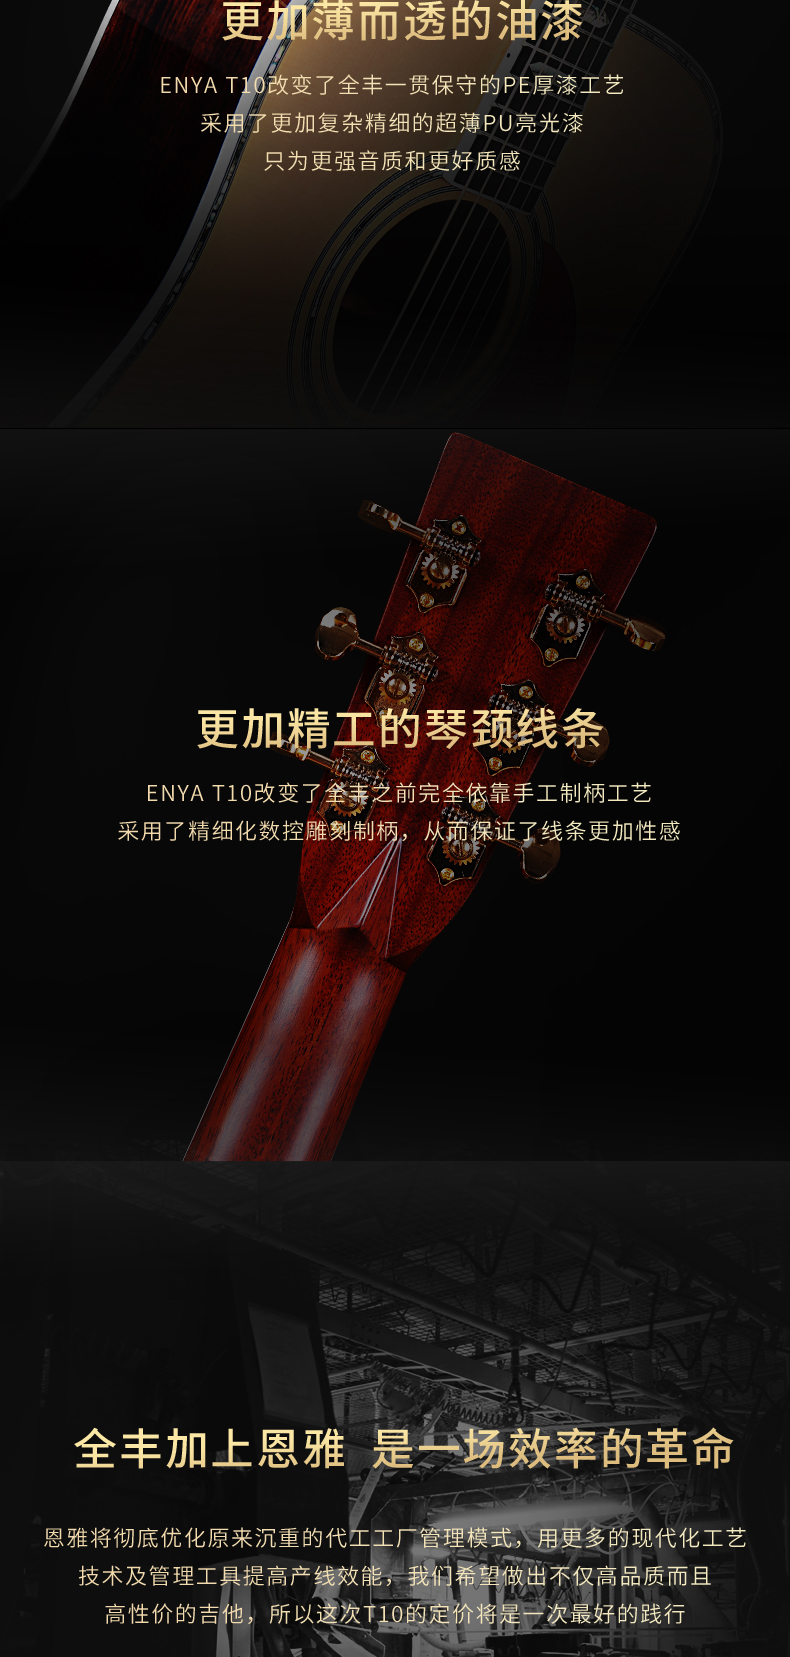 更加薄而透的油漆
ENYA T10改变了全丰一贯保守的PE厚漆工艺
采用了更加复杂精细的超薄PU亮光漆
只为更强音质和更好质感
更加精工的琴颈线条
ENYA T10改变了全丰之前完全依靠手工制柄工艺
采用了精细化数控雕刻制柄，从而保证了线条更加性感
全丰加上恩雅 是一场效率的革命
恩雅将彻底优化原来沉重的代工工厂管理模式，用更多的现代化工艺
技术及管理工具提高产线效能，我们希望做出不仅高品质而且
高性价的吉他，所以这次T10的定价将是一次最好的践行